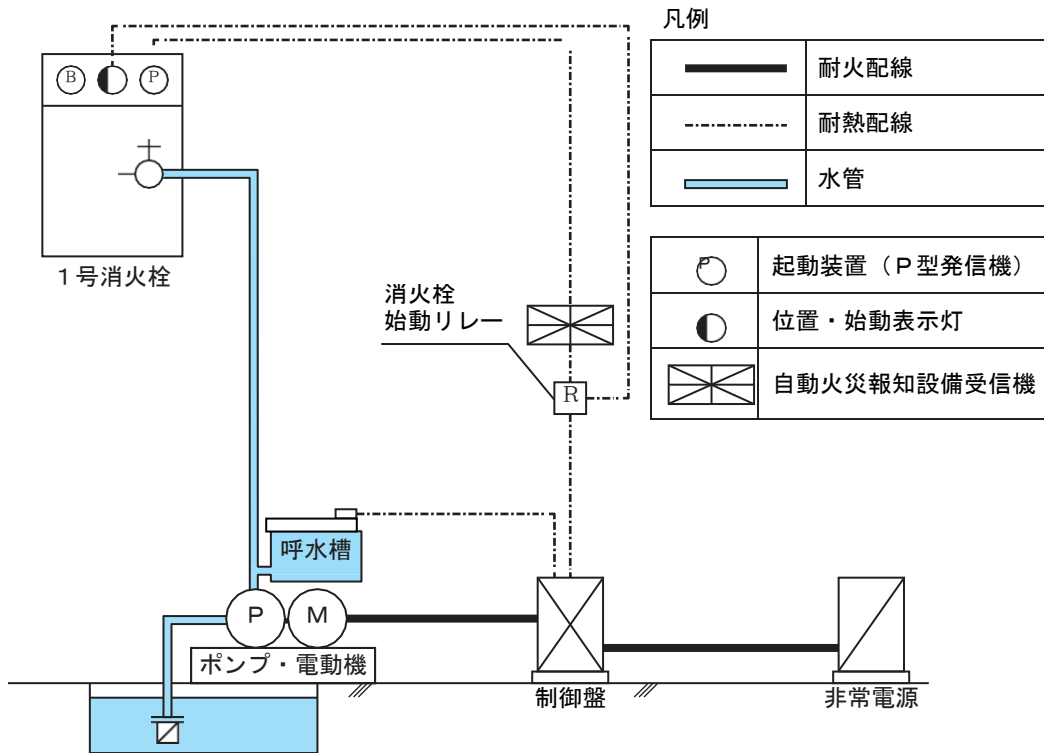 凡例
耐火配線
耐熱配線
水管
P
起動装置（Ｐ型発信機）
位置・始動表示灯
自動火災報知設備受信機
B
P
１号消火栓
消火栓
始動リレー
R
呼水槽
P
M
ポンプ・電動機
制御盤
非常電源